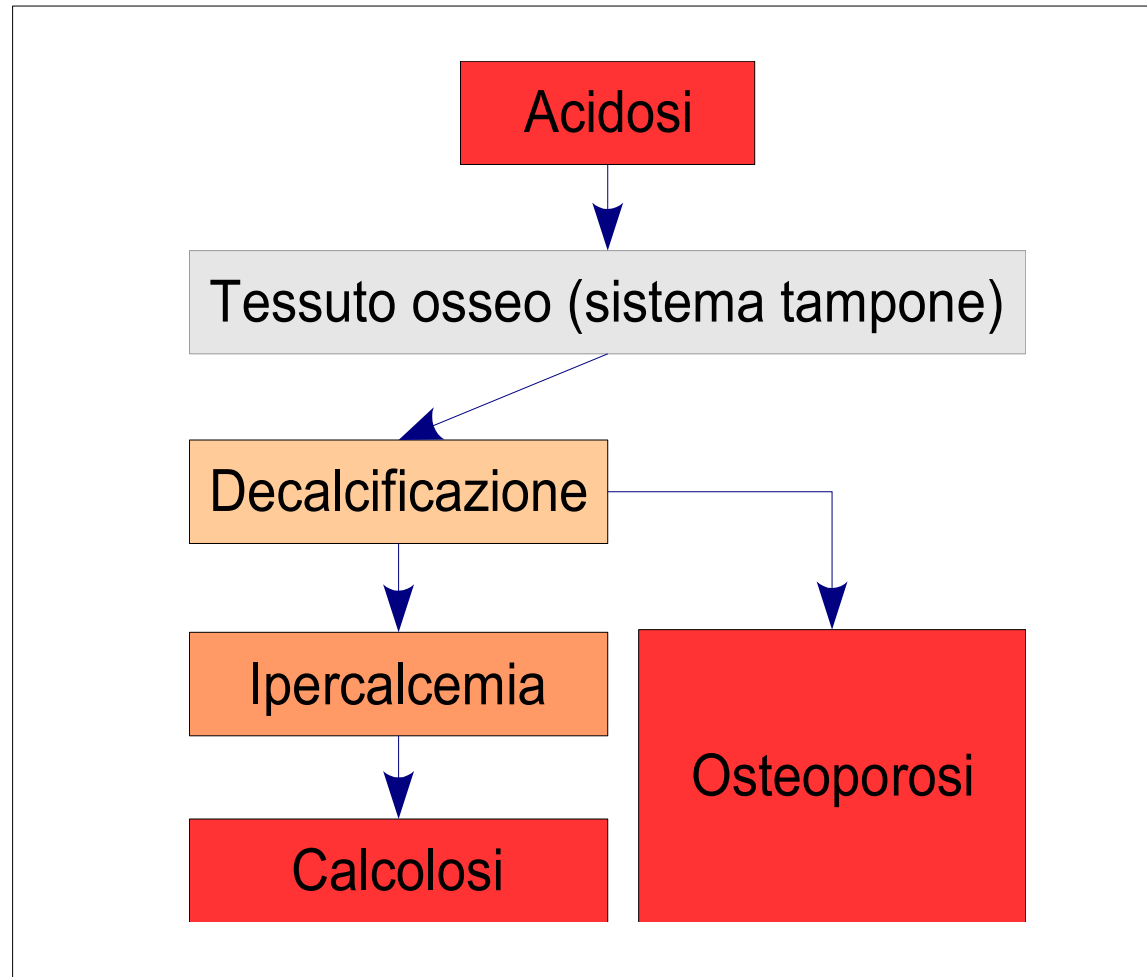 Acidosi
Tessuto osseo (sistema tampone)
Decalcificazione
Ipercalcemia
Osteoporosi
Calcolosi